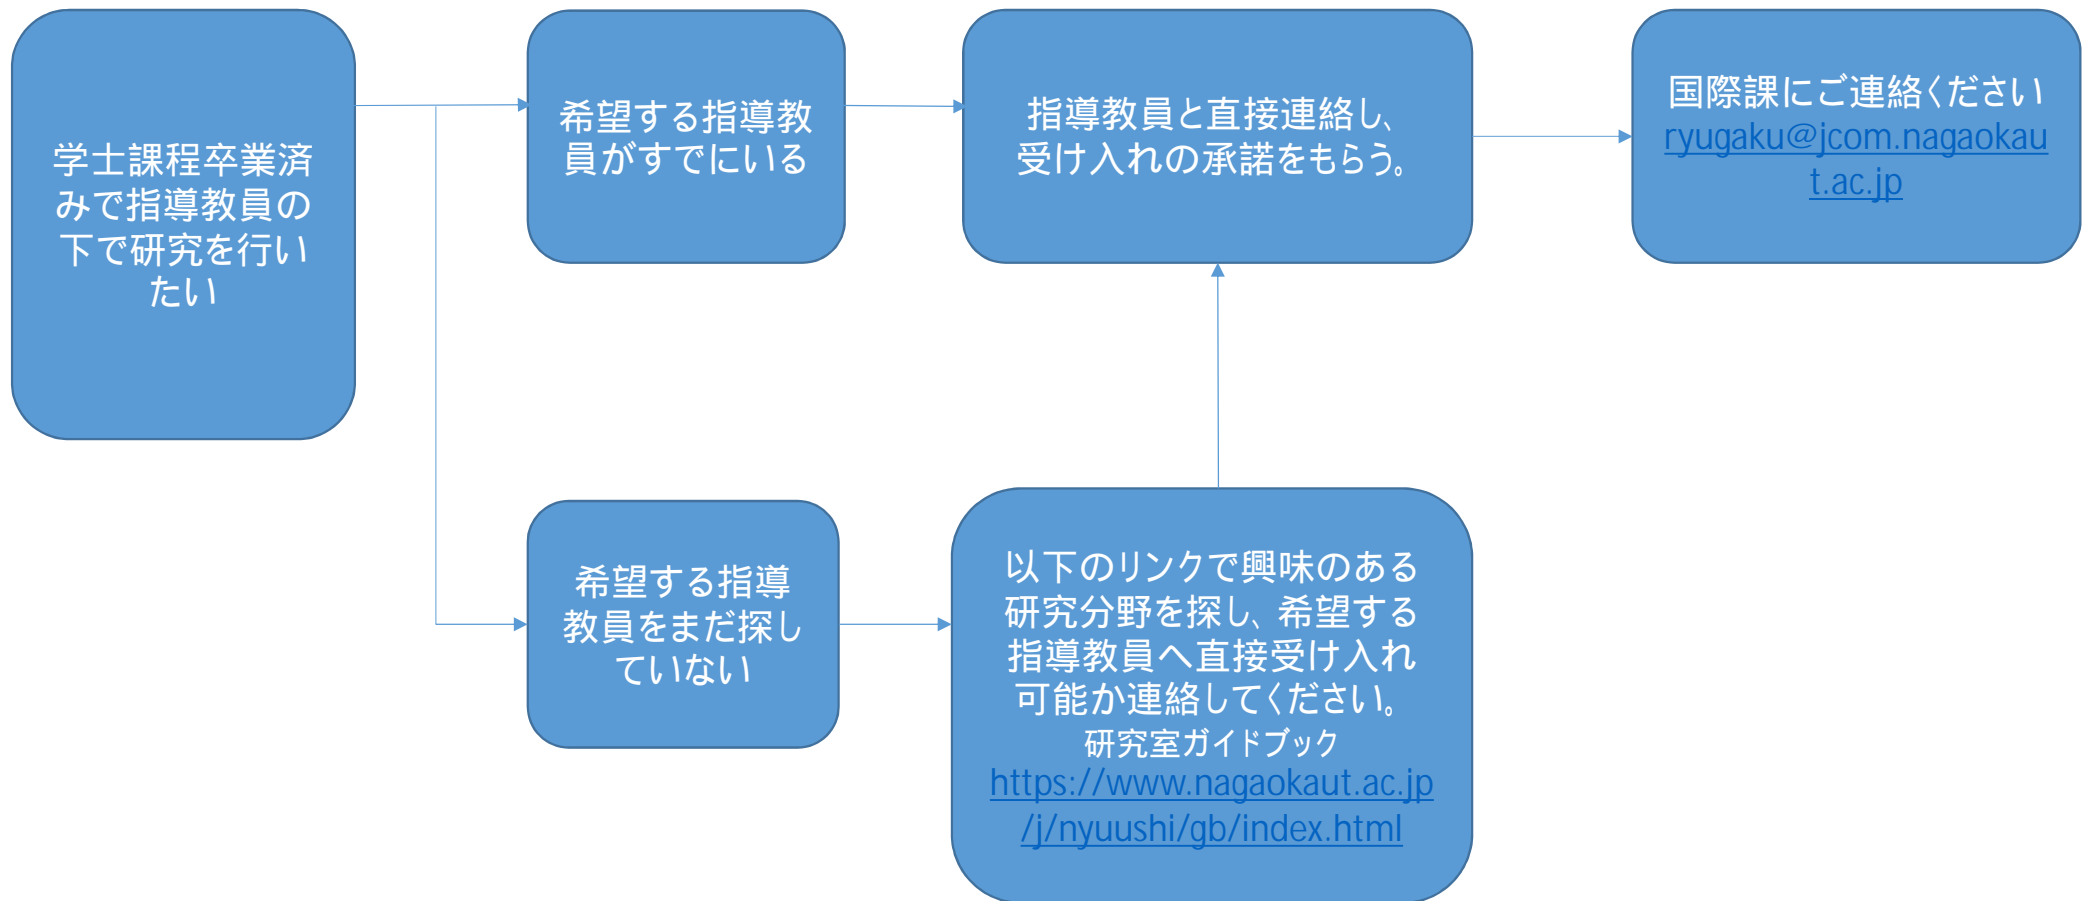 学士課程卒業済
みで指導教員の
下で研究を行い
たい
希望する指導教
員がすでにいる
指導教員と直接連絡し、
受け入れの承諾をもらう。
国際課にご連絡ください
ryugaku@jcom.nagaokau
t.ac.jp
希望する指導
教員をまだ探し
ていない
以下のリンクで興味のある
研究分野を探し、希望する
指導教員へ直接受け入れ
可能か連絡してください。
研究室ガイドブック
https://www.nagaokaut.ac.jp
/j/nyuushi/gb/index.html